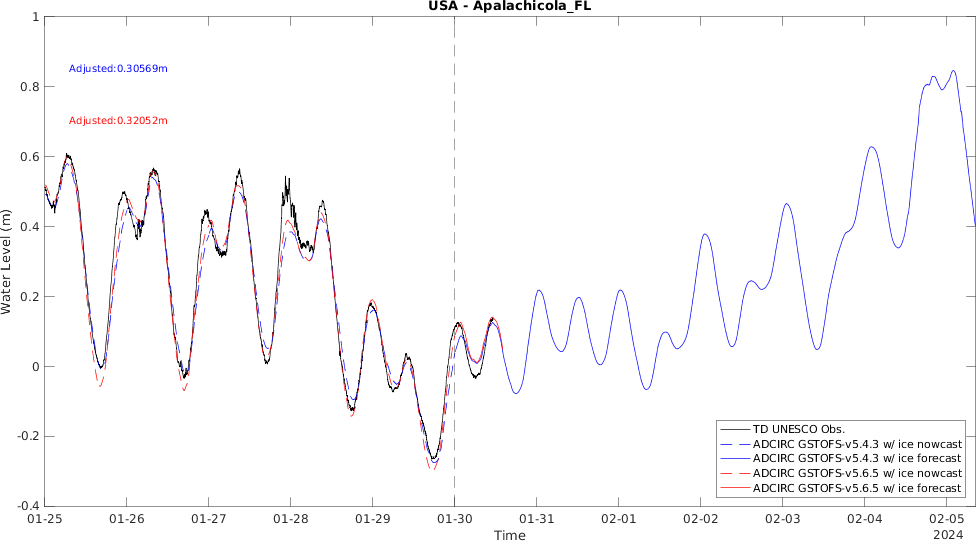 USA - Apalachicola_FL
1
0.8
0.6
0.4
0.2
0
-0.2
-0.4
Water Level (m)
Adjusted:0.30569m
Adjusted:0.32052m
TD UNESCO Obs.
ADCIRC GSTOFS-v5.4.3 w/ ice nowcast
ADCIRC GSTOFS-v5.4.3 w/ ice forecast
ADCIRC GSTOFS-v5.6.5 w/ ice nowcast
ADCIRC GSTOFS-v5.6.5 w/ ice forecast
01-25 01-26 01-27 01-28 01-29 01-30 01-31 02-01 02-02 02-03 02-04 02-05
Time
2024